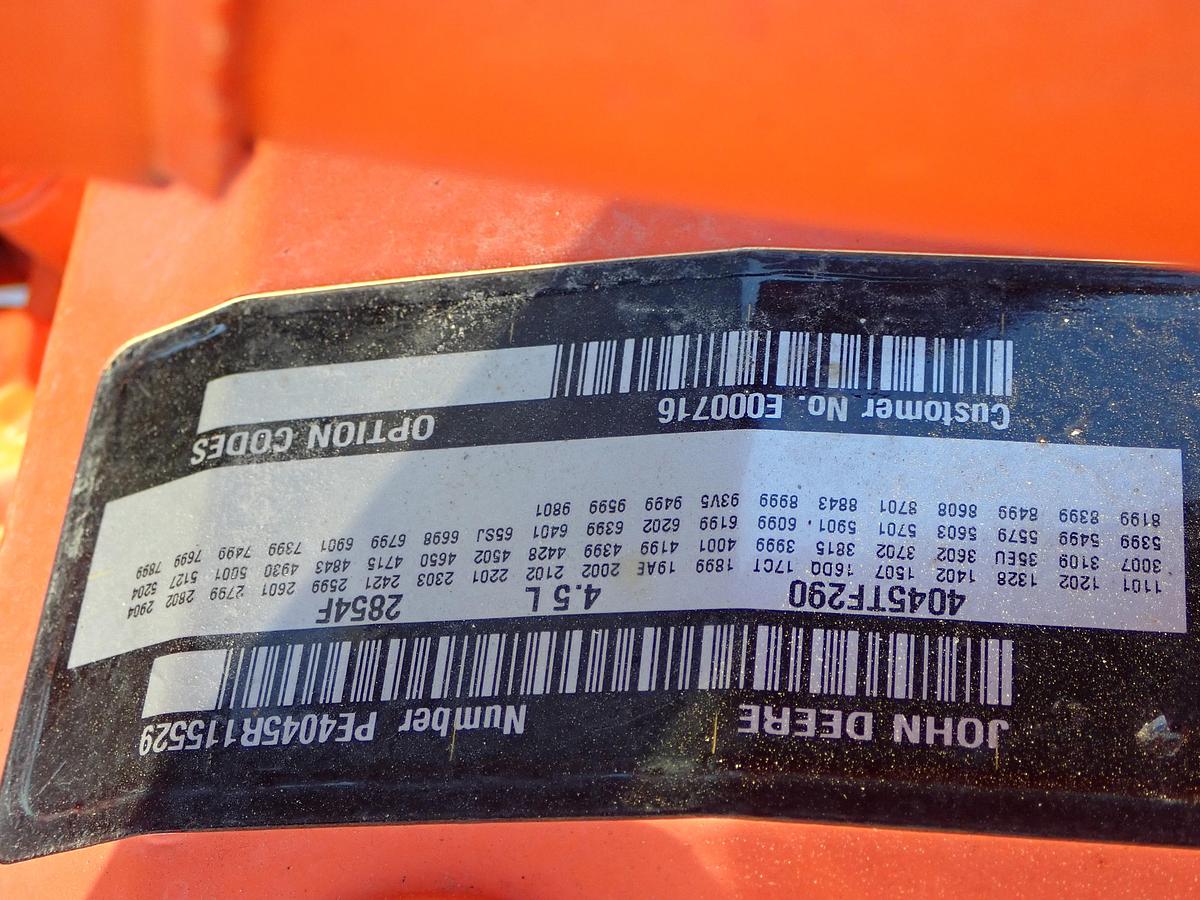 JOHN DEERE Number PE4045R115529
4045TF290 4.5 L 2854F
1101 1202 1328 1402 1507 160Q 17CT 1899 19AE 2002 2102 2201 2303 2421 2599 2601 2799 2802 2904
3007 3109 35EU 3602 3702 3815 3999 4001 4199 4399 4428 4502 4650 4715 4843 4930 5001 5127 5204
5399 5499 5579 5603 5701 5901 6099 6199 6202 6399 6401 65SJ 6698 6799 6901 7399 7499 7699 7899
8199 8399 8499 8608 8701 8843 8999 93V5 9499 9599 9801
Customer No. E000716 OPTION CODES